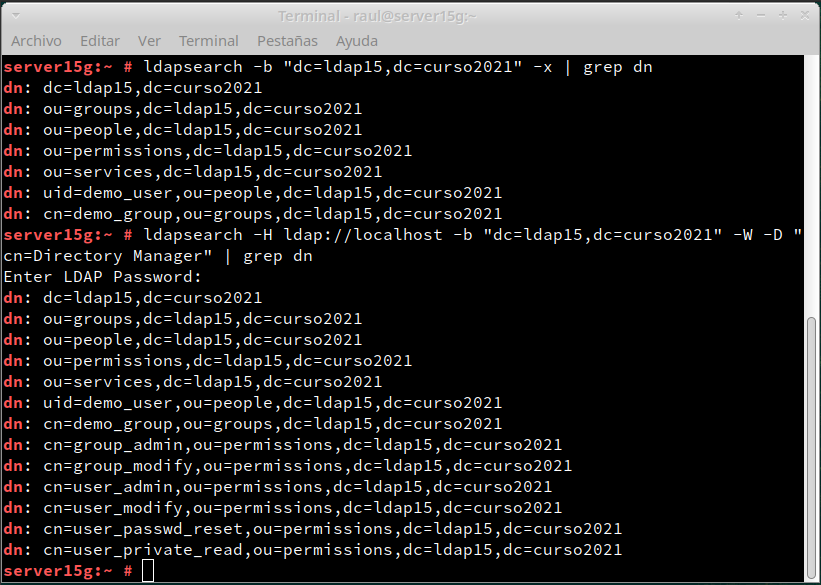 Terminal - raul@server15g:~
Archivo Editar Ver Terminal Pestañas Ayuda
server15g:~ # ldapsearch -b "dc=ldap15,dc=curso2021" -x | grep dn
dn: dc=ldap15,dc=curso2021
dn: ou=groups,dc=ldap15,dc=curso2021
dn: ou=people,dc=ldap15,dc=curso2021
dn: ou=permissions,dc=ldap15,dc=curso2021
dn: ou=services,dc=ldap15,dc=curso2021
dn: uid=demo_user,ou=people,dc=ldap15,dc=curso2021
dn: cn=demo_group,ou=groups,dc=ldap15,dc=curso2021
server15g:~ # ldapsearch -H ldap://localhost -b "dc=ldap15,dc=curso2021" -W -D "
cn=Directory Manager" | grep dn
Enter LDAP Password:
dn: dc=ldap15,dc=curso2021
dn: ou=groups,dc=ldap15,dc=curso2021
dn: ou=people,dc=ldap15,dc=curso2021
dn: ou=permissions,dc=ldap15,dc=curso2021
dn: ou=services,dc=ldap15,dc=curso2021
dn: uid=demo_user,ou=people,dc=ldap15,dc=curso2021
dn: cn=demo_group,ou=groups,dc=ldap15,dc=curso2021
dn: cn=group_admin,ou=permissions,dc=ldap15,dc=curso2021
dn: cn=group_modify,ou=permissions,dc=ldap15,dc=curso2021
dn: cn=user_admin,ou=permissions,dc=ldap15,dc=curso2021
dn: cn=user_modify,ou=permissions,dc=ldap15,dc=curso2021
dn: cn=user_passwd_reset,ou=permissions,dc=ldap15,dc=curso2021
dn: cn=user_private_read,ou=permissions,dc=ldap15,dc=curso2021
server15g:~ #